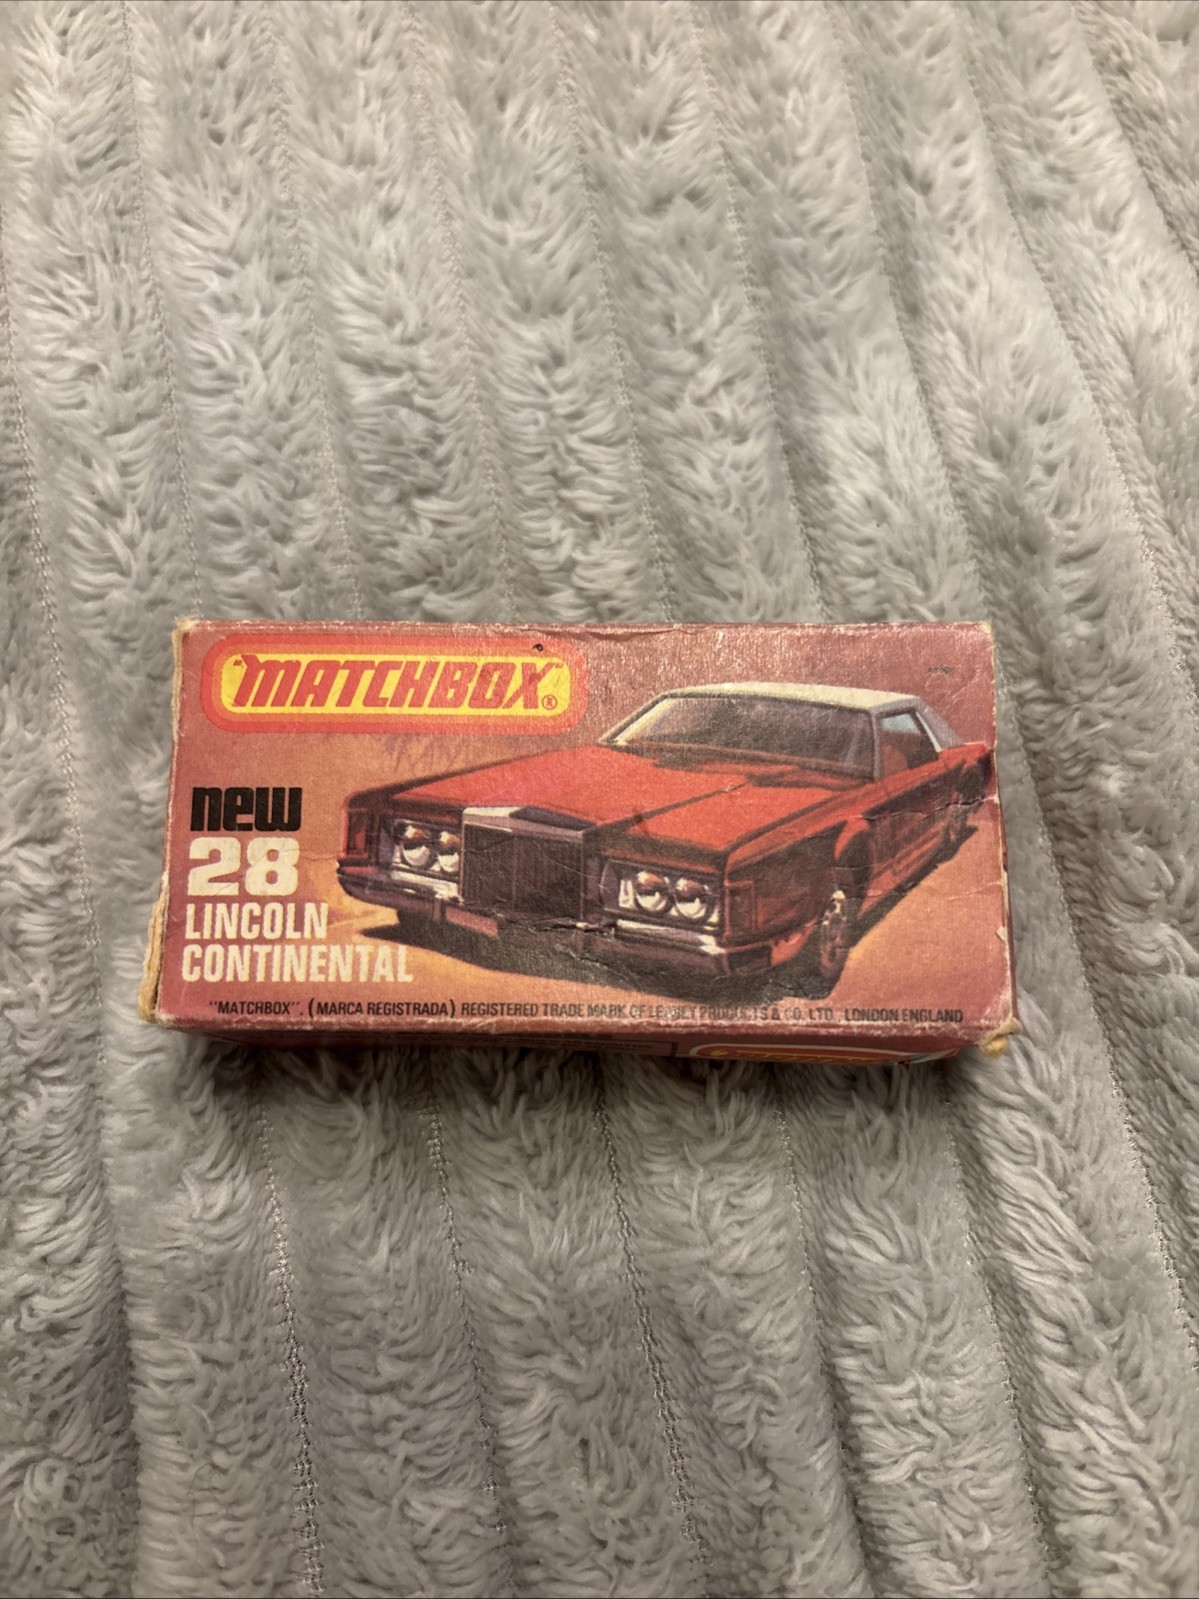 "MATCHBOX"®
new
28
LINCOLN
CONTINENTAL
"MATCHBOX". (MARCA REGISTRADA) REGISTERED TRADE MARK OF LESNEY PRODUCTS & CO. LTD. LONDON ENGLAND